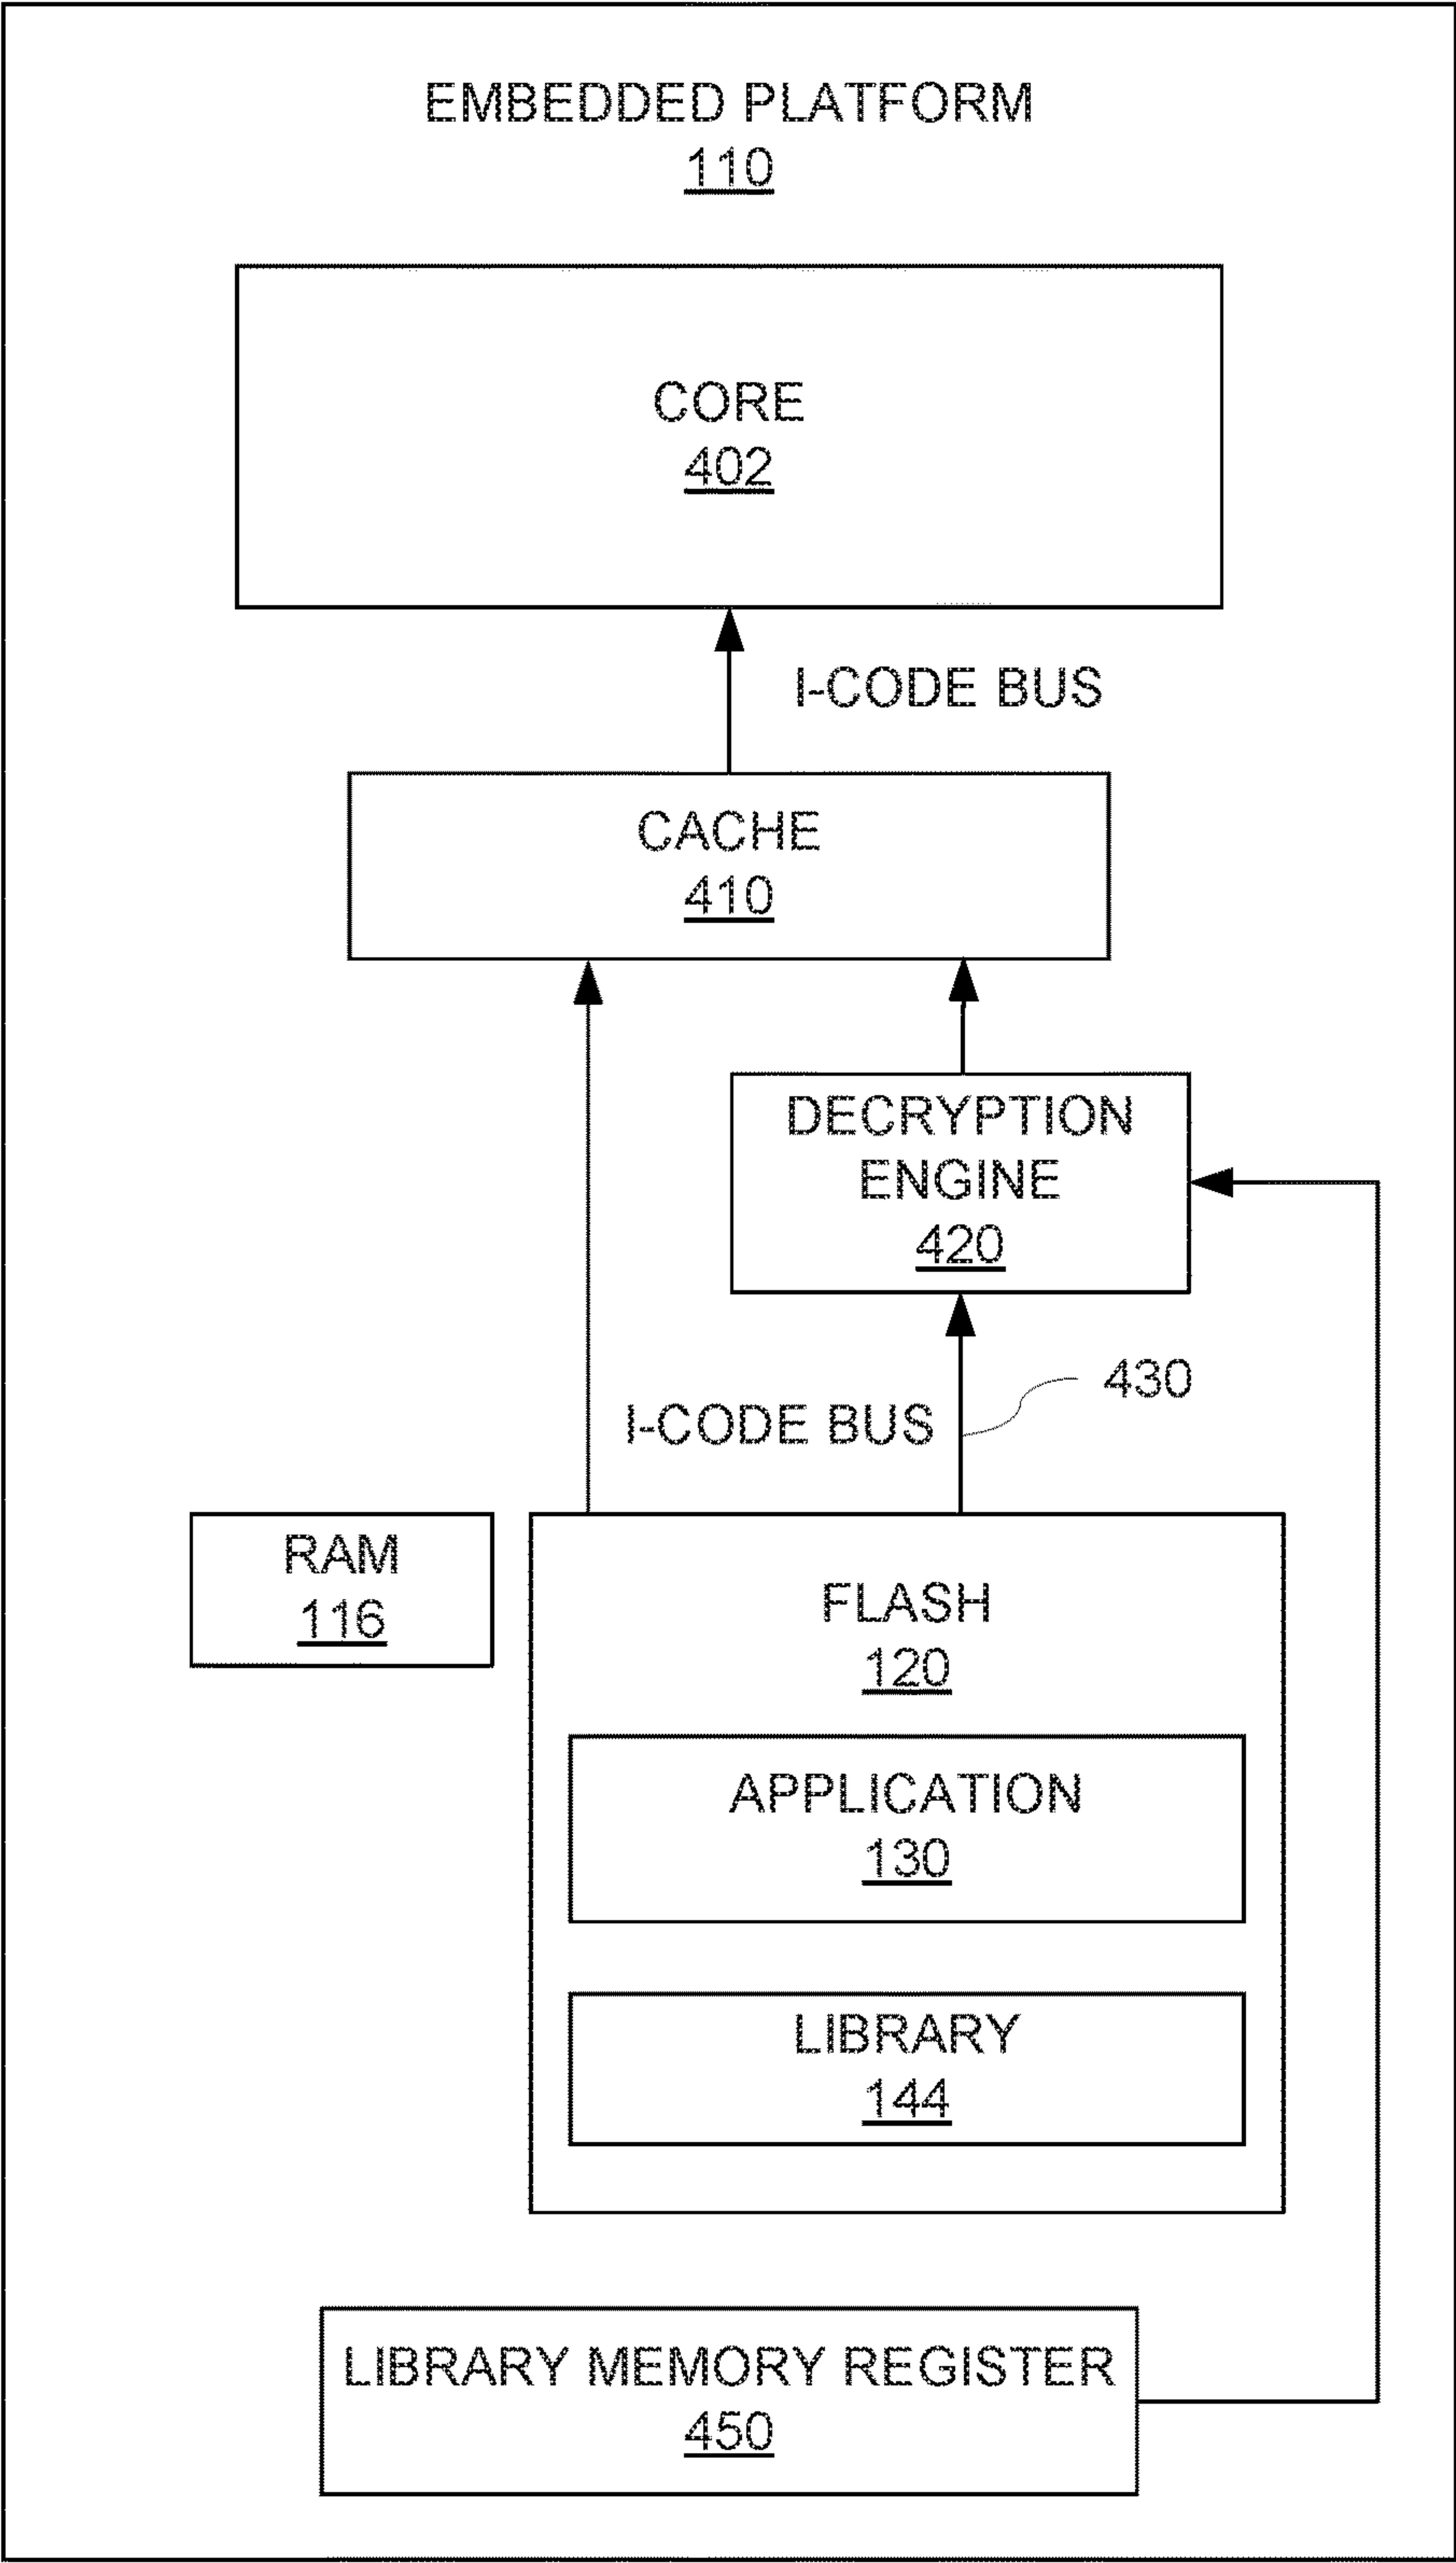 EMBEDDED PLATFORM
110
CORE
402
I-CODE BUS
CACHE
410
DECRYPTION
ENGINE
420
430
I-CODE BUS
RAM
116
FLASH
120
APPLICATION
130
LIBRARY
144
LIBRARY MEMORY REGISTER
450